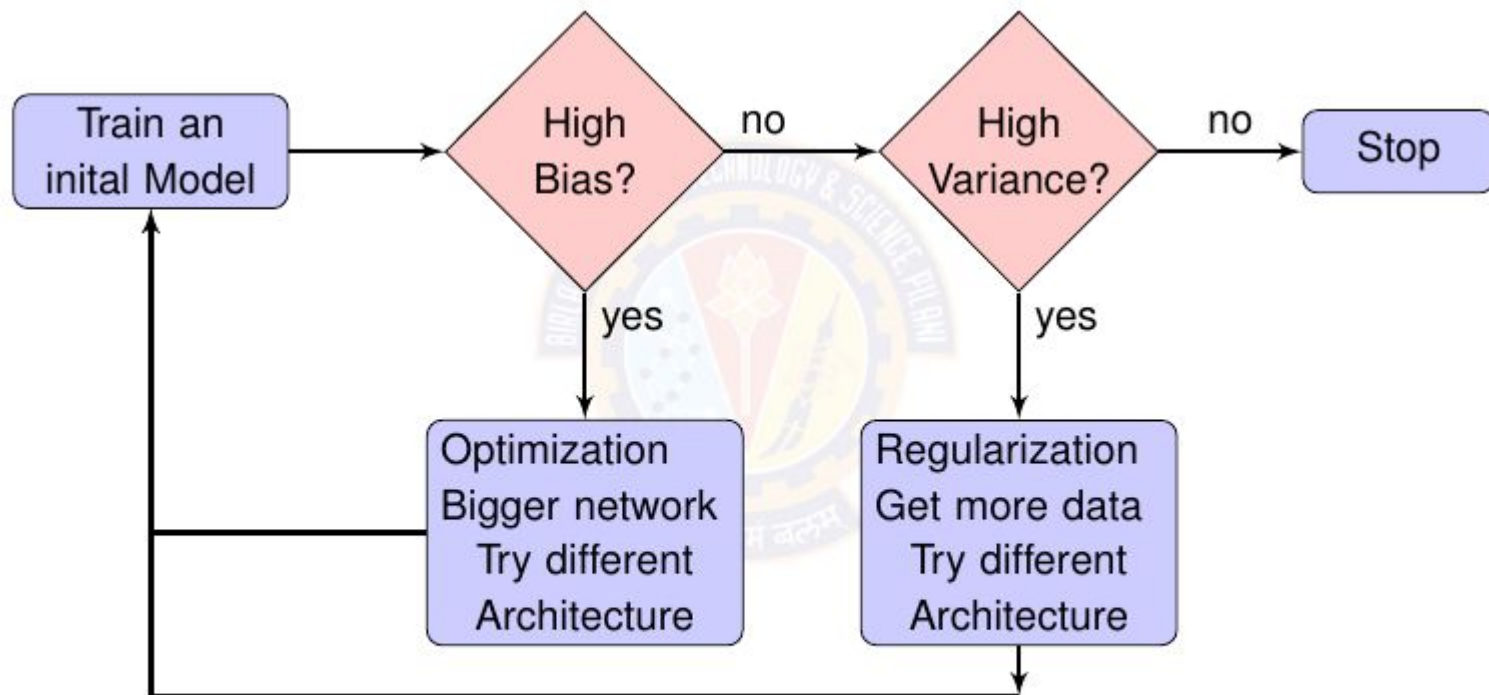 Train an
inital Model
High
Bias?
no
High
Variance?
no
Stop
yes
yes
Optimization
Bigger network
Try different
Architecture
Regularization
Get more data
Try different
Architecture
TECHNOLOGY & SCIENCE, PILANI
बलम